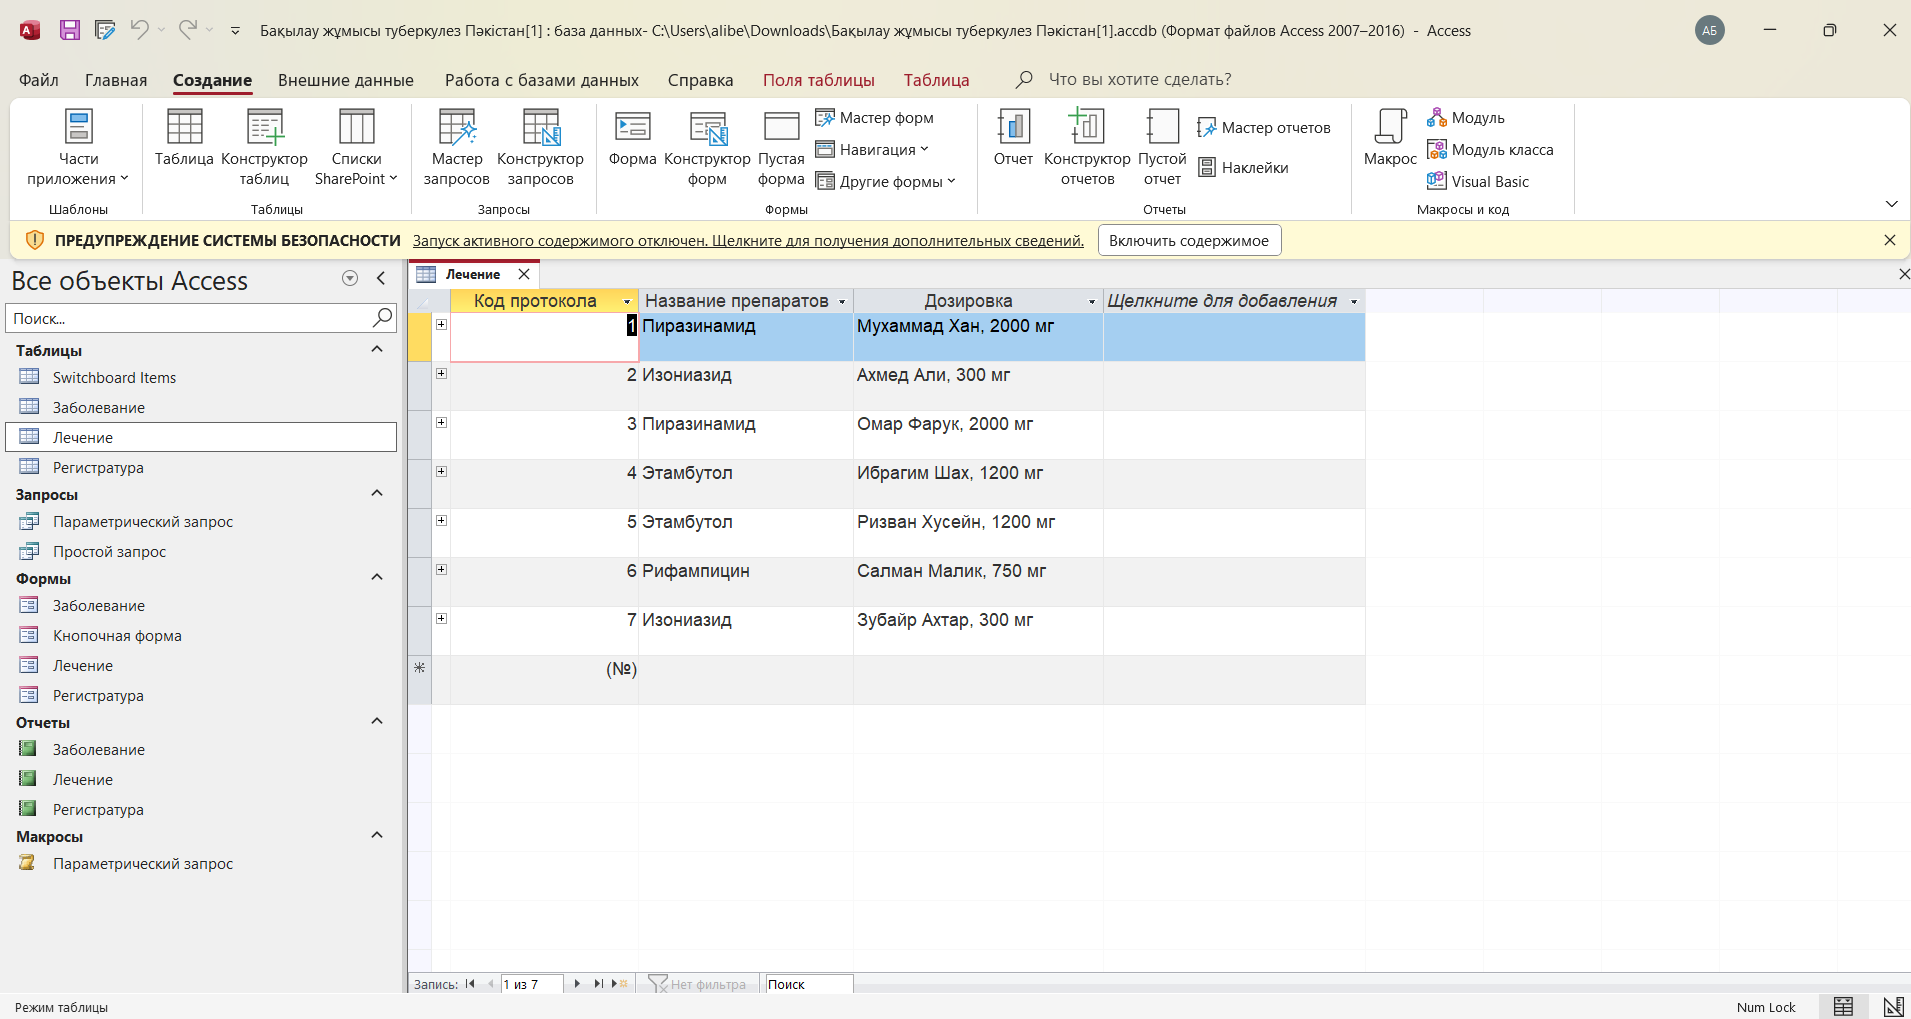 Бақылау жұмысы туберкулез Пәкістан[1] : база данных- C:\Users\alibe\Downloads\Бақылау жұмысы туберкулез Пәкістан[1].accdb (Формат файлов Access 2007–2016) - Access
АБ
Файл Главная Создание Внешние данные Работа с базами данных Справка Поля таблицы Таблица Что вы хотите сделать?
Части приложения
Шаблоны
Таблица
Конструктор таблиц
Списки SharePoint
Таблицы
Мастер запросов
Конструктор запросов
Запросы
Форма
Конструктор форм
Пустая форма
Мастер форм
Навигация
Другие формы
Формы
Отчет
Конструктор отчетов
Пустой отчет
Мастер отчетов
Наклейки
Отчеты
Макрос
Модуль
Модуль класса
Visual Basic
Макросы и код
ПРЕДУПРЕЖДЕНИЕ СИСТЕМЫ БЕЗОПАСНОСТИ Запуск активного содержимого отключен. Щелкните для получения дополнительных сведений. Включить содержимое
Все объекты Access
Поиск...
Таблицы
Switchboard Items
Заболевание
Лечение
Регистратура
Запросы
Параметрический запрос
Простой запрос
Формы
Заболевание
Кнопочная форма
Лечение
Регистратура
Отчеты
Заболевание
Лечение
Регистратура
Макросы
Параметрический запрос
Лечение
Код протокола Название препаратов Дозировка Щелкните для добавления
1 Пиразинамид Мухаммад Хан, 2000 мг
2 Изониазид Ахмед Али, 300 мг
3 Пиразинамид Омар Фарук, 2000 мг
4 Этамбутол Ибрагим Шах, 1200 мг
5 Этамбутол Ризван Хусейн, 1200 мг
6 Рифампицин Салман Малик, 750 мг
7 Изониазид Зубайр Ахтар, 300 мг
(№)
Запись: 1 из 7 Нет фильтра Поиск
Режим таблицы
Num Lock